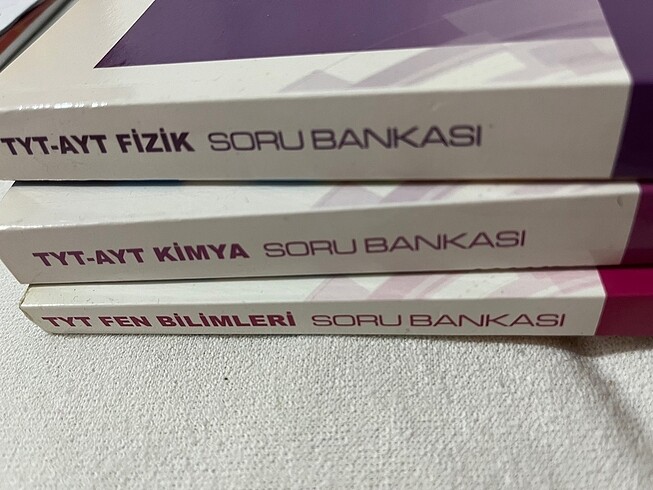 TYT-AYT FİZİK SORU BANKASI
TYT-AYT KİMYA SORU BANKASI
TYT FEN BİLİMLERİ SORU BANKASI